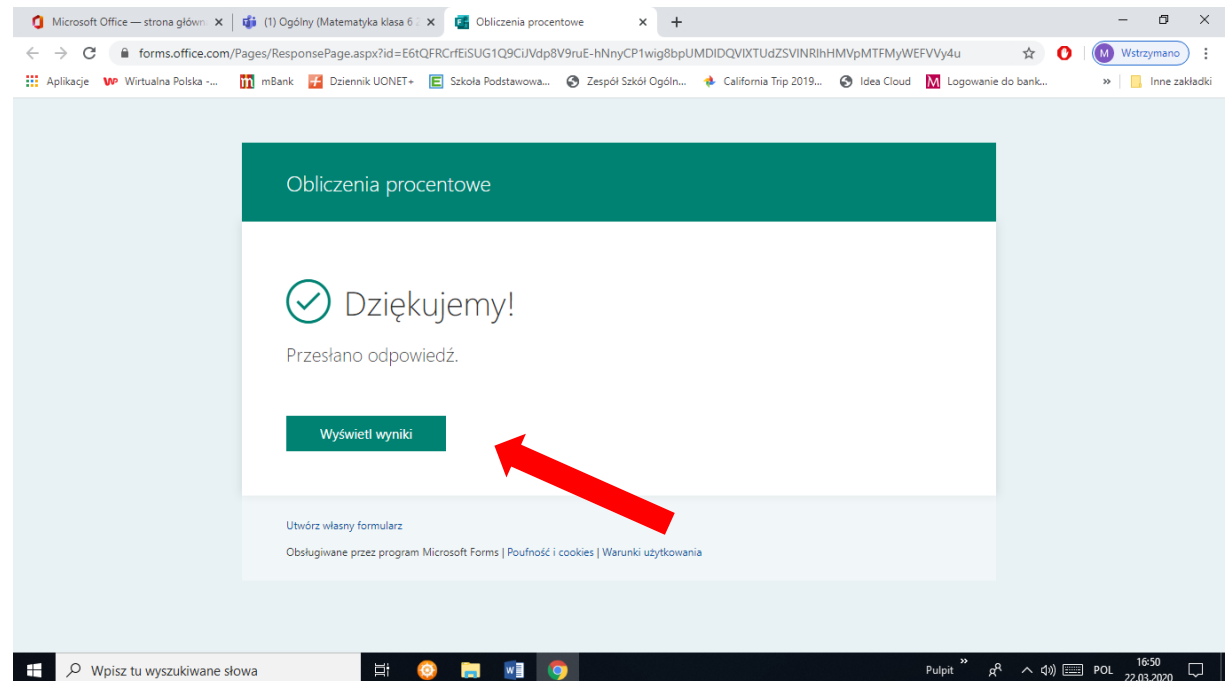 Microsoft Office — strona główn
(1) Ogólny (Matematyka klasa 6
Obliczenia procentowe
forms.office.com/Pages/ResponsePage.aspx?id=E6tQFRCrfEiSUG1Q9CiJVdp8V9ruE-hNnyCP1wig8bpUMDlDQVlXTUdZSVlNRlhHMVpMTFMyWEFVVy4u
M Wstrzymano
Aplikacje
Wirtualna Polska -...
mBank
Dziennik UONET+
Szkoła Podstawowa...
Zespół Szkół Ogóln...
California Trip 2019...
Idea Cloud
Logowanie do bank...
»
Inne zakładki
Obliczenia procentowe
Dziękujemy!
Przesłano odpowiedź.
Wyświetl wyniki
Utwórz własny formularz
Obsługiwane przez program Microsoft Forms | Poufność i cookies | Warunki użytkowania
Wpisz tu wyszukiwane słowa
Pulpit »
POL
16:50
22.03.2020